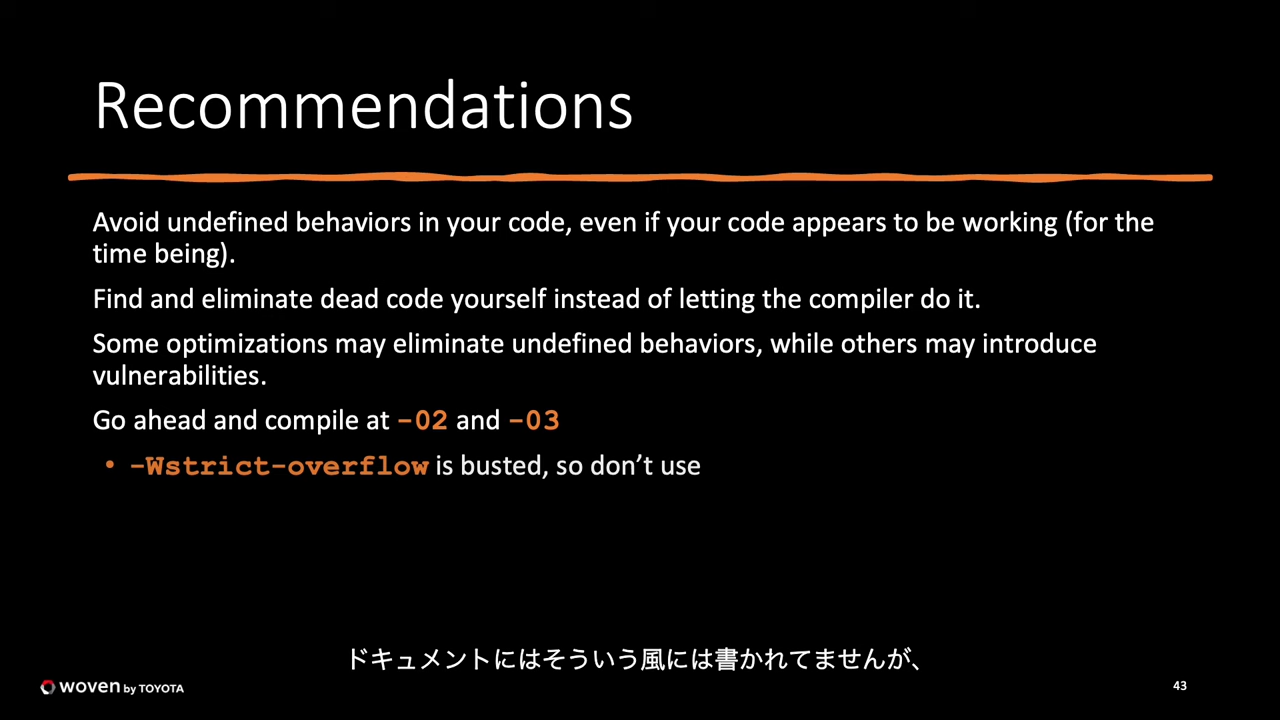 Recommendations
Avoid undefined behaviors in your code, even if your code appears to be working (for the
time being).
Find and eliminate dead code yourself instead of letting the compiler do it.
Some optimizations may eliminate undefined behaviors, while others may introduce
vulnerabilities.
Go ahead and compile at -02 and -03
• -Wstrict-overflow is busted, so don’t use
ドキュメントにはそういう風には書かれてませんが、
woven by TOYOTA
43